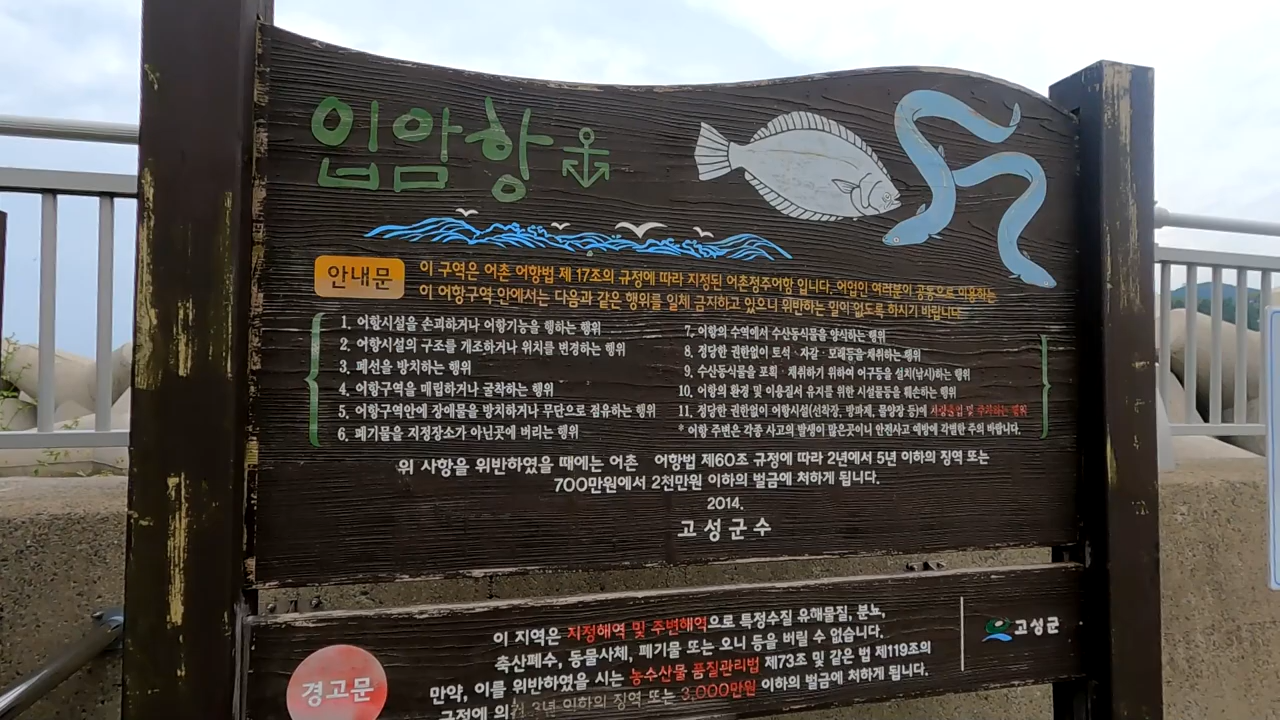 입암항
안내문
이 구역은 어촌 어항법 제 17조의 규정에 따라 지정된 어촌정주어항 입니다. 어업인 여러분이 공동으로 이용하는
이 어항구역 안에서는 다음과 같은 행위를 일체 금지하고 있으니 위반하는 일이 없도록 하시기 바랍니다.
1. 어항시설을 손괴하거나 어항기능을 행하는 행위
2. 어항시설의 구조를 개조하거나 위치를 변경하는 행위
3. 폐선을 방치하는 행위
4. 어항구역을 매립하거나 굴착하는 행위
5. 어항구역안에 장애물을 방치하거나 무단으로 점유하는 행위
6. 폐기물을 지정장소가 아닌곳에 버리는 행위
7. 어항의 수역에서 수산동식물을 양식하는 행위
8. 정당한 권한없이 토석 · 자갈 · 모래등을 채취하는 행위
9. 수산동식물을 포획 · 채취하기 위하여 어구등을 설치(낚시)하는 행위
10. 어항의 환경 및 이용질서 유지를 위한 시설물등을 훼손하는 행위
11. 정당한 권한없이 어항시설(선착장, 방파제, 물양장 등)에 차량출입 및 주차하는 행위
* 어항 주변은 각종 사고의 발생이 많은곳이니 안전사고 예방에 각별한 주의 바랍니다.
위 사항을 위반하였을 때에는 어촌 어항법 제60조 규정에 따라 2년에서 5년 이하의 징역 또는
700만원에서 2천만원 이하의 벌금에 처하게 됩니다.
2014.
고성군수
경고문
이 지역은 지정해역 및 주변해역으로 특정수질 유해물질, 분뇨,
축산폐수, 동물사체, 폐기물 또는 오니 등을 버릴 수 없습니다.
만약, 이를 위반하였을 시는 농수산물 품질관리법 제73조 및 같은 법 제119조의
규정에 의거 3년 이하의 징역 또는 3,000만원 이하의 벌금에 처하게 됩니다.
고성군